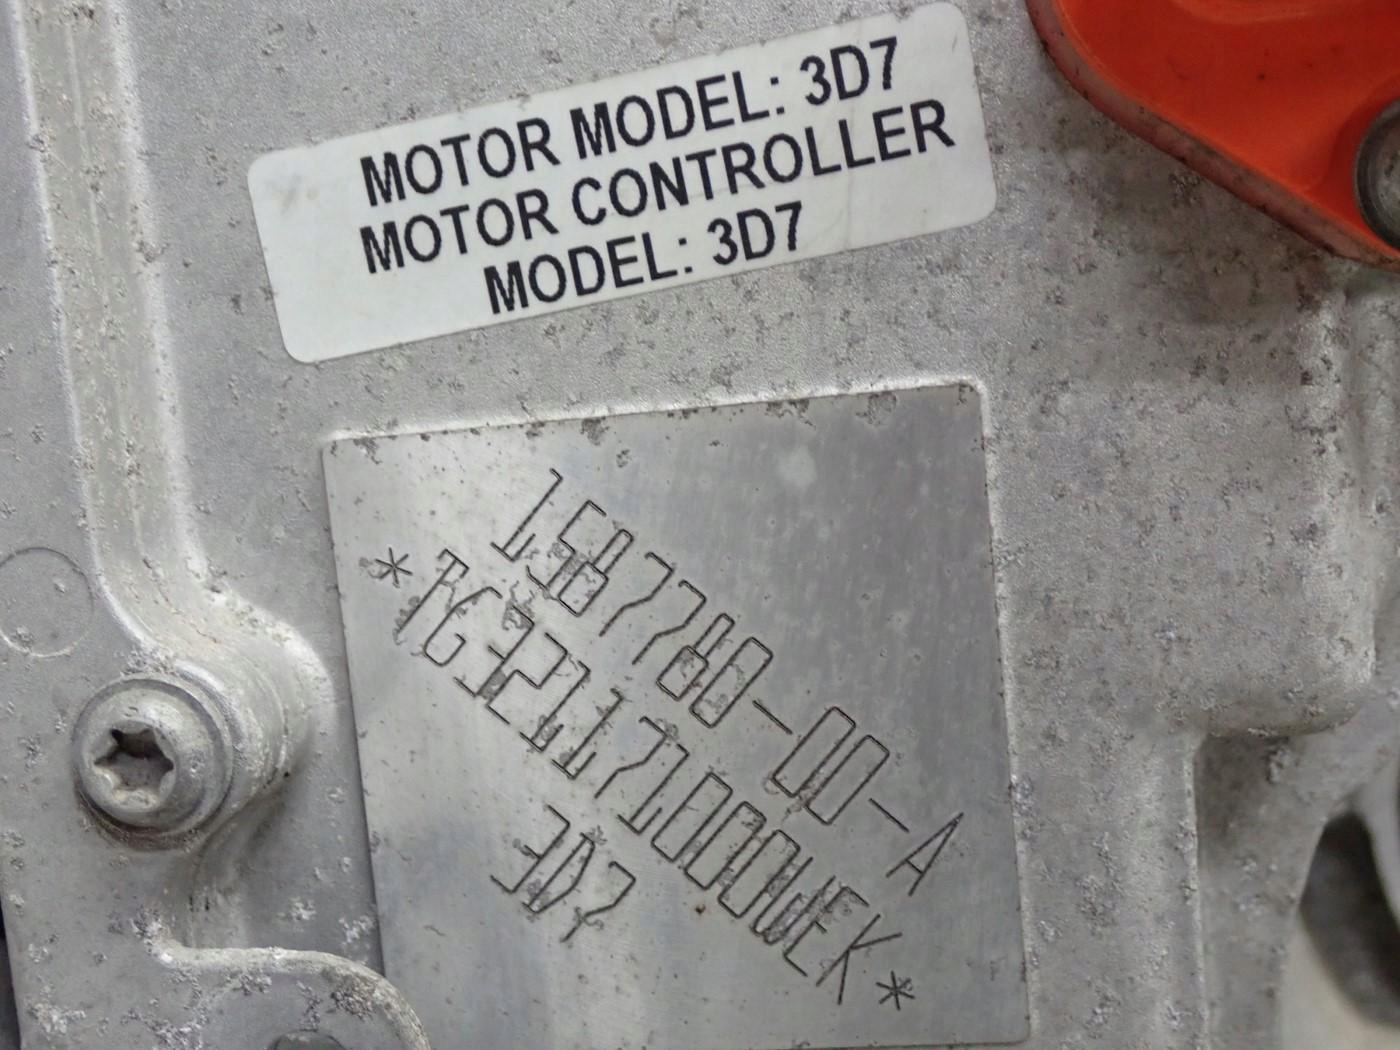 MOTOR MODEL: 3D7
MOTOR CONTROLLER
MODEL: 3D7
1587780-00-A
*TG321171000WEK*
3D7